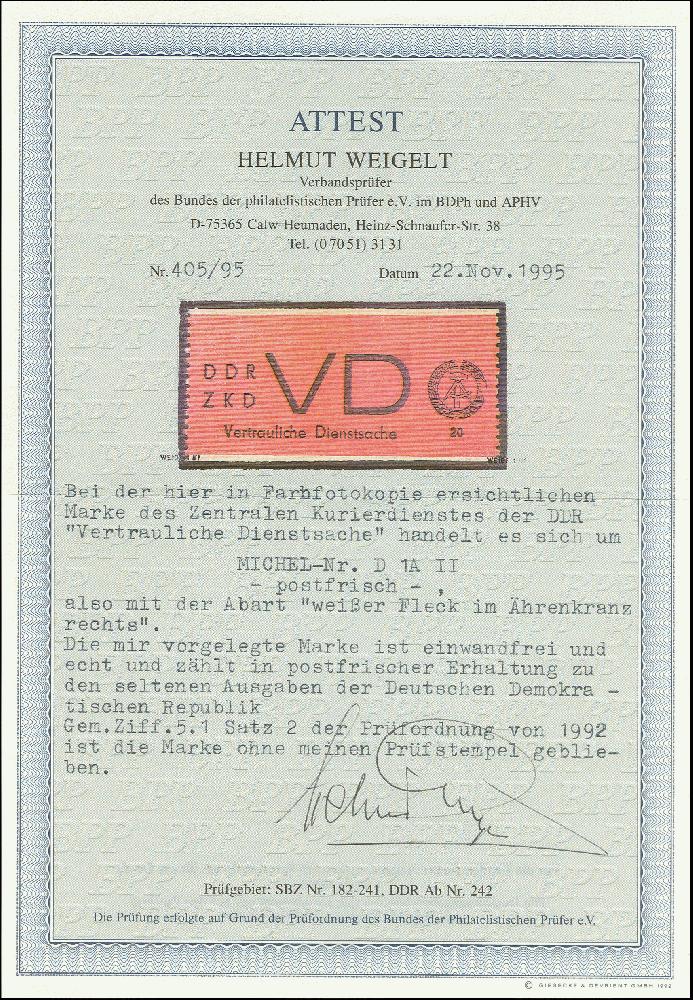 ATTEST
HELMUT WEIGELT
Verbandsprüfer
des Bundes der philatelistischen Prüfer e.V. im BDPh und APHV
D-75365 Calw-Heumaden, Heinz-Schnaufer-Str. 38
Tel. (07051) 3131
Nr. 405/95 Datum 22.Nov.1995
DDR VD
ZKD
Vertrauliche Dienstsache 20
Bei der hier in Farbfotokopie ersichtlichen
Marke des Zentralen Kurierdienstes der DDR
"Vertrauliche Dienstsache" handelt es sich um
MICHEL-Nr. D 1A II
- postfrisch - ,
also mit der Abart "weißer Fleck im Ährenkranz
rechts".
Die mir vorgelegte Marke ist einwandfrei und
echt und zählt in postfrischer Erhaltung zu
den seltenen Ausgaben der Deutschen Demokra -
tischen Republik
Gem.Ziff.5.1 Satz 2 der Prüfordnung von 1992
ist die Marke ohne meinen Prüfstempel geblie-
ben.
Prüfgebiet: SBZ Nr. 182-241, DDR Ab Nr. 242
Die Prüfung erfolgte auf Grund der Prüfordnung des Bundes der Philatelistischen Prüfer e.V.
© GIESECKE & DEVRIENT GMBH 1992